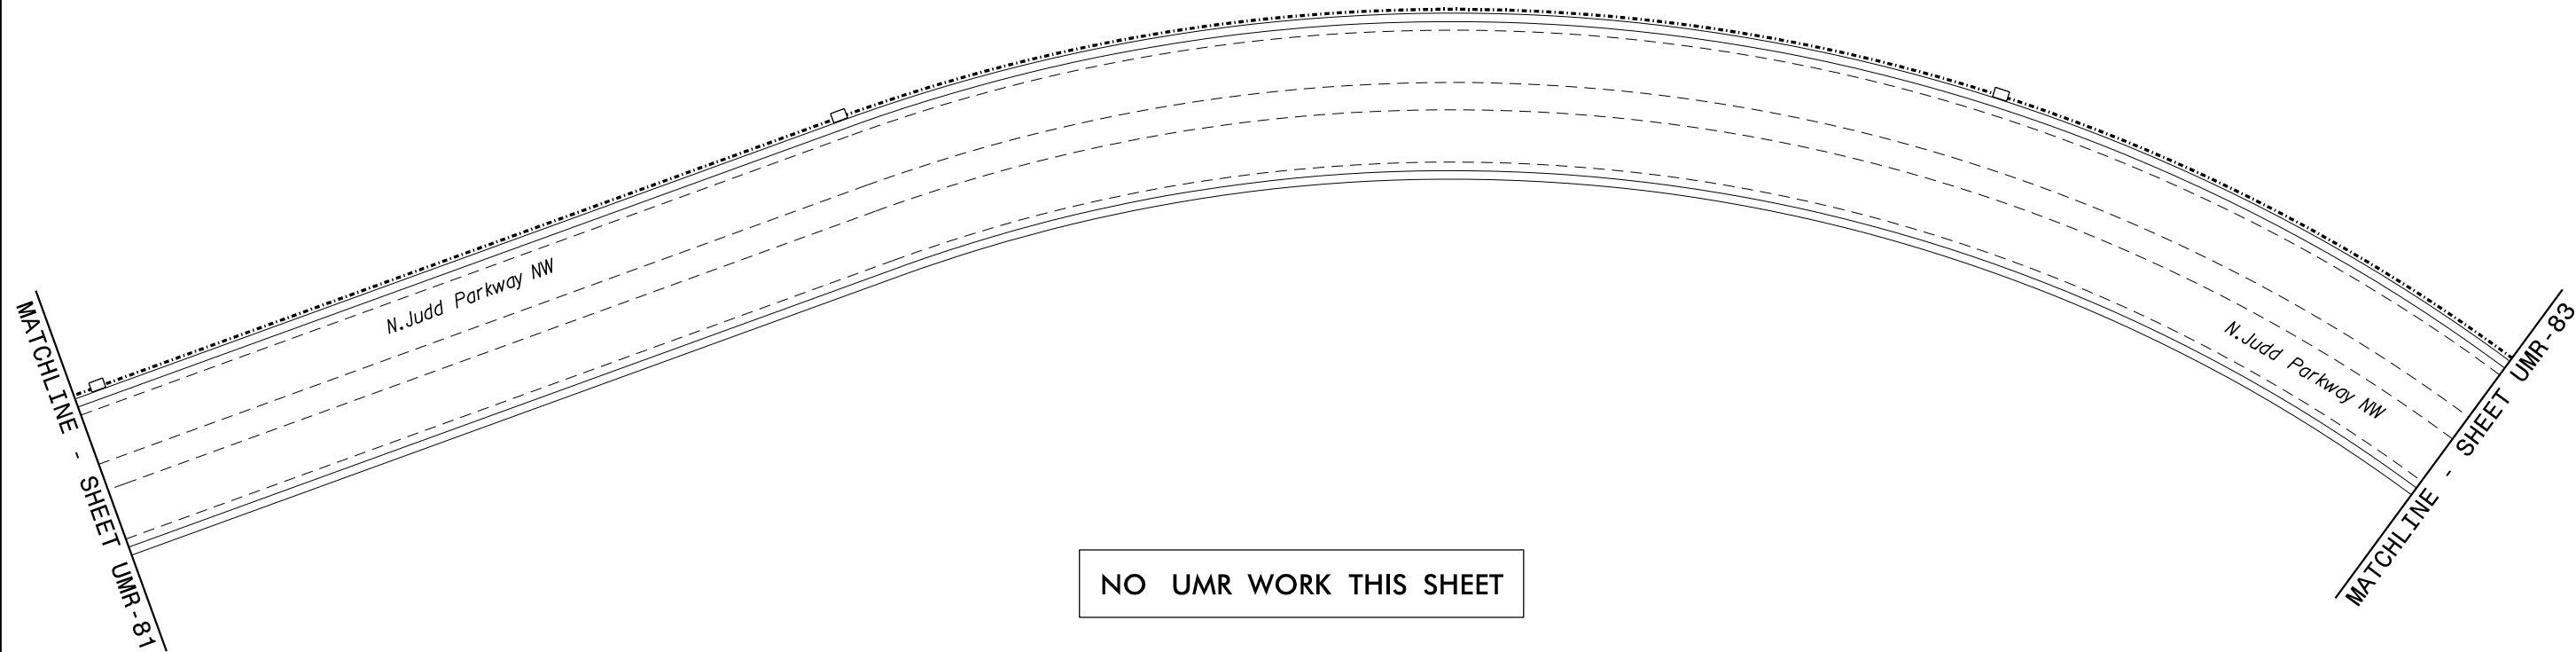 MATCHLINE - SHEET UMR-81
N.Judd Parkway NW
N.Judd Parkway NW
MATCHLINE - SHEET UMR-83
NO UMR WORK THIS SHEET